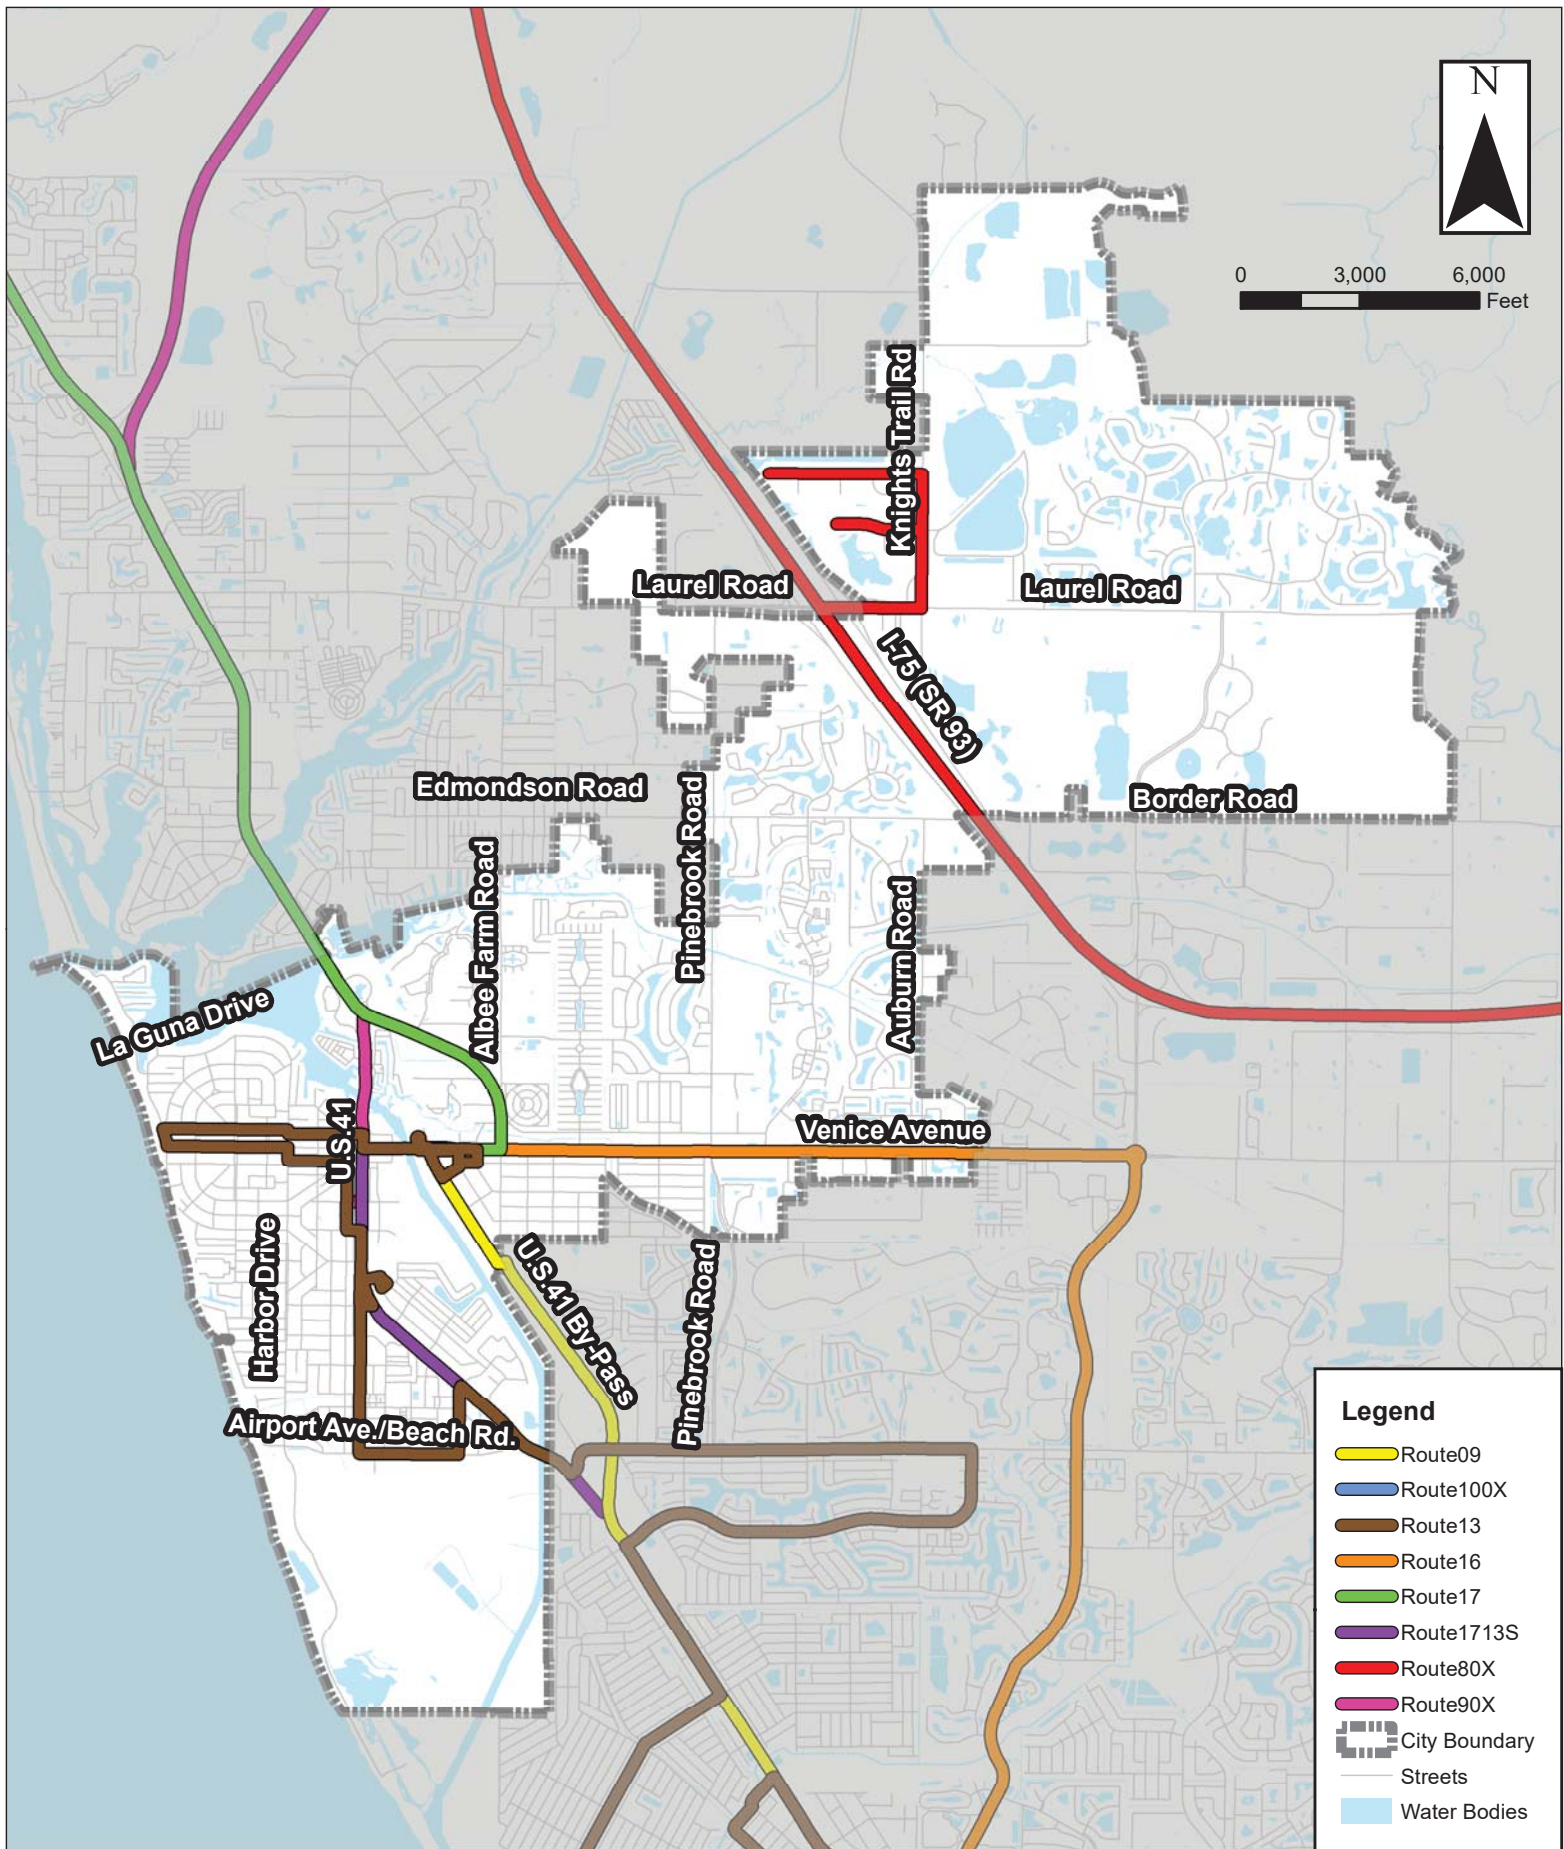 N
0 3,000 6,000
Feet
Knights Trail Rd
Laurel Road
Laurel Road
I-75 (SR 93)
Edmondson Road
Pinebrook Road
Border Road
Albee Farm Road
Auburn Road
La Guna Drive
U.S.41
Venice Avenue
Harbor Drive
U.S.41 By-Pass
Pinebrook Road
Airport Ave./Beach Rd.
Legend
Route09
Route100X
Route13
Route16
Route17
Route1713S
Route80X
Route90X
City Boundary
Streets
Water Bodies